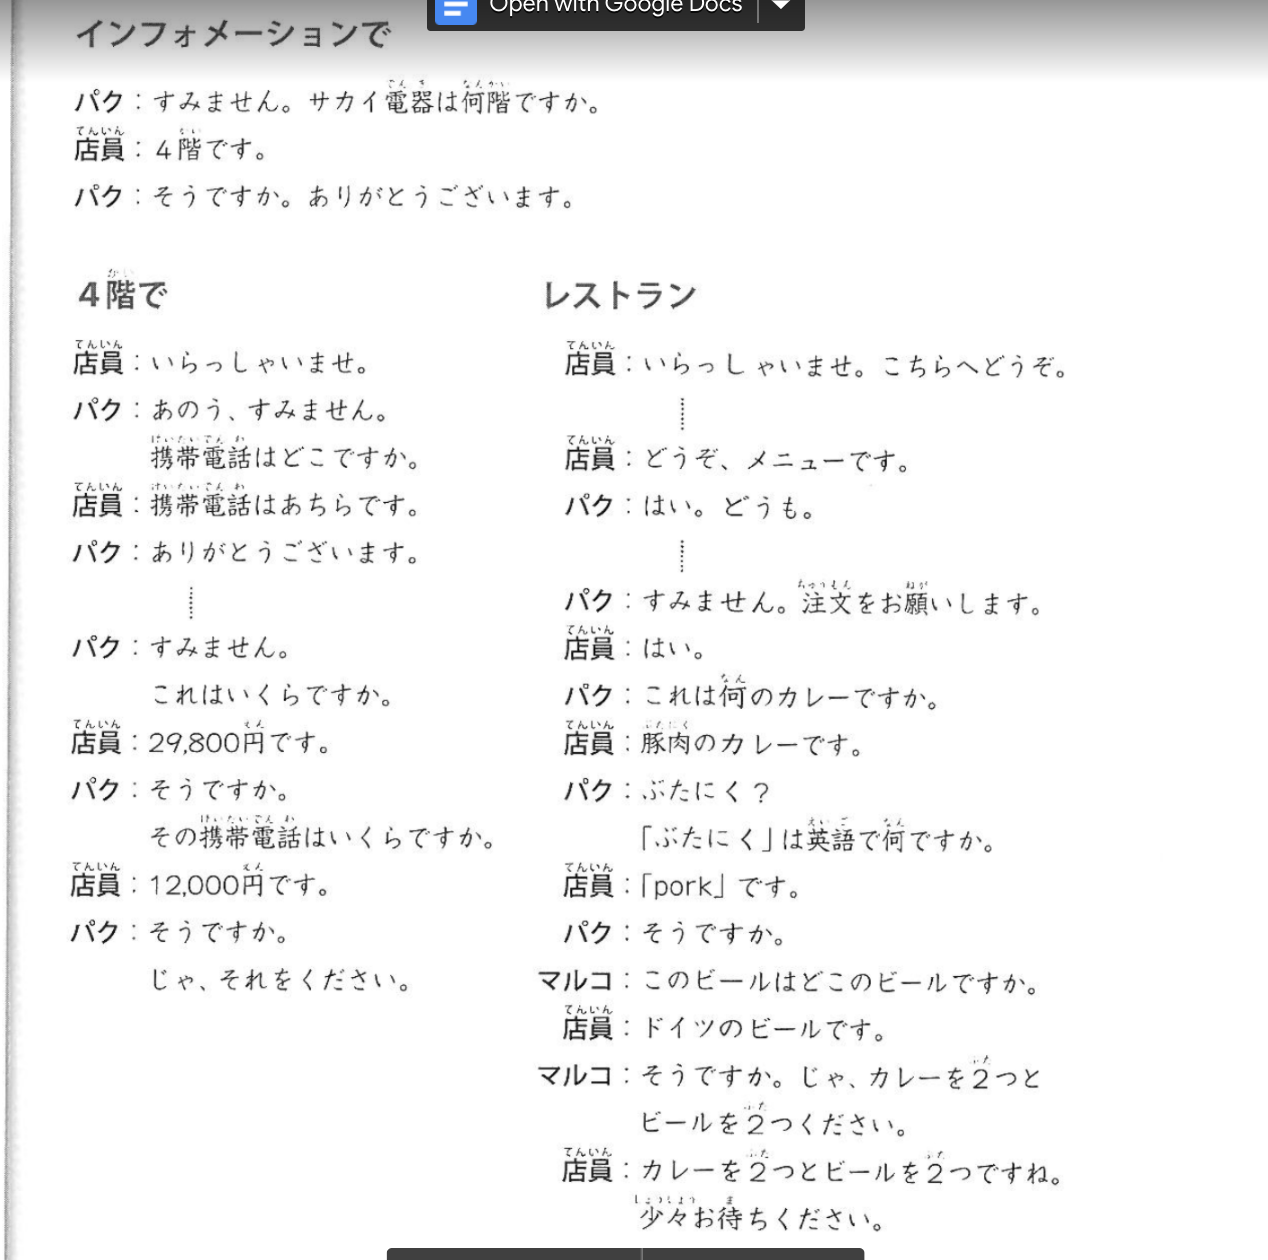 Open with Google Docs
インフォメーションで
パク：すみません。サカイ電器は何階ですか。
店員：4階です。
パク：そうですか。ありがとうございます。
4階で
店員：いらっしゃいませ。
パク：あのう、すみません。
携帯電話はどこですか。
店員：携帯電話はあちらです。
パク：ありがとうございます。
パク：すみません。
これはいくらですか。
店員：29,800円です。
パク：そうですか。
その携帯電話はいくらですか。
店員：12,000円です。
パク：そうですか。
じゃ、それをください。
レストラン
店員：いらっしゃいませ。こちらへどうぞ。
店員：どうぞ、メニューです。
パク：はい。どうも。
パク：すみません。注文をお願いします。
店員：はい。
パク：これは何のカレーですか。
店員：豚肉のカレーです。
パク：ぶたにく？
「ぶたにく」は英語で何ですか。
店員：「pork」です。
パク：そうですか。
マルコ：このビールはどこのビールですか。
店員：ドイツのビールです。
マルコ：そうですか。じゃ、カレーを2つと
ビールを2つください。
店員：カレーを2つとビールを2つですね。
少々お待ちください。